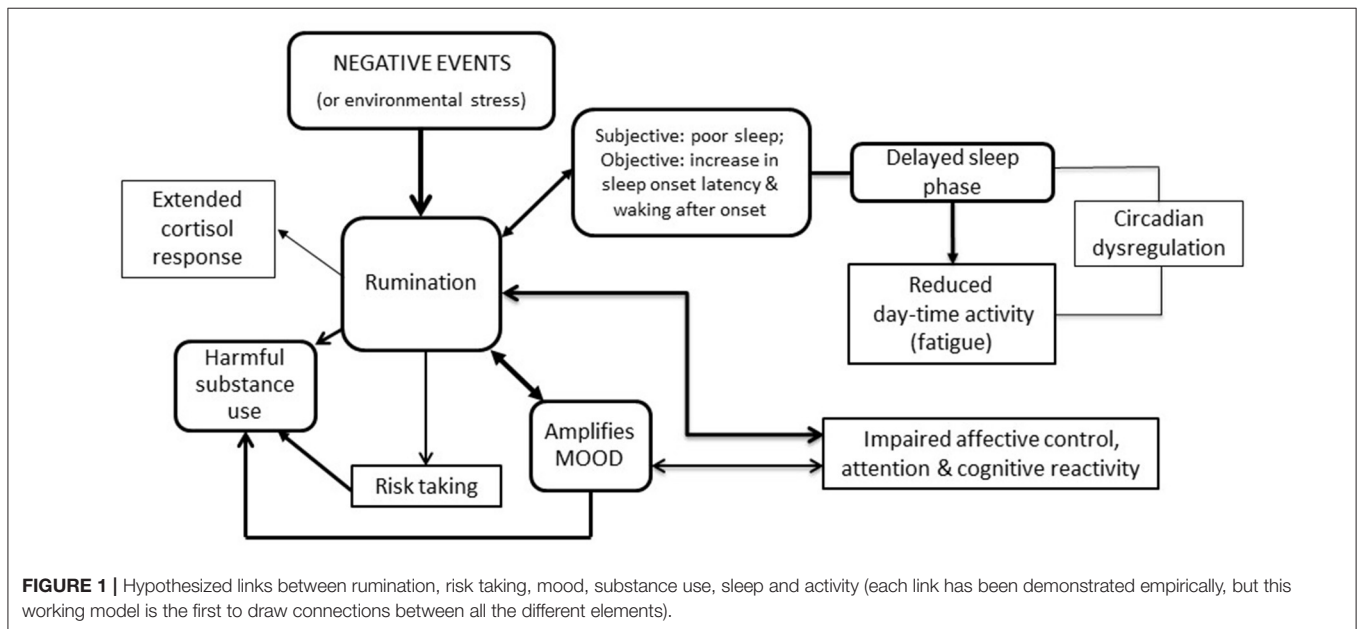 NEGATIVE EVENTS
(or environmental stress)
Subjective: poor sleep;
Objective: increase in
sleep onset latency &
waking after onset
Delayed sleep
phase
Extended
cortisol
response
Circadian
dysregulation
Rumination
Reduced
day-time activity
(fatigue)
Harmful
substance
use
Amplifies
MOOD
Impaired affective control,
attention & cognitive reactivity
Risk taking
FIGURE 1 | Hypothesized links between rumination, risk taking, mood, substance use, sleep and activity (each link has been demonstrated empirically, but this
working model is the first to draw connections between all the different elements).